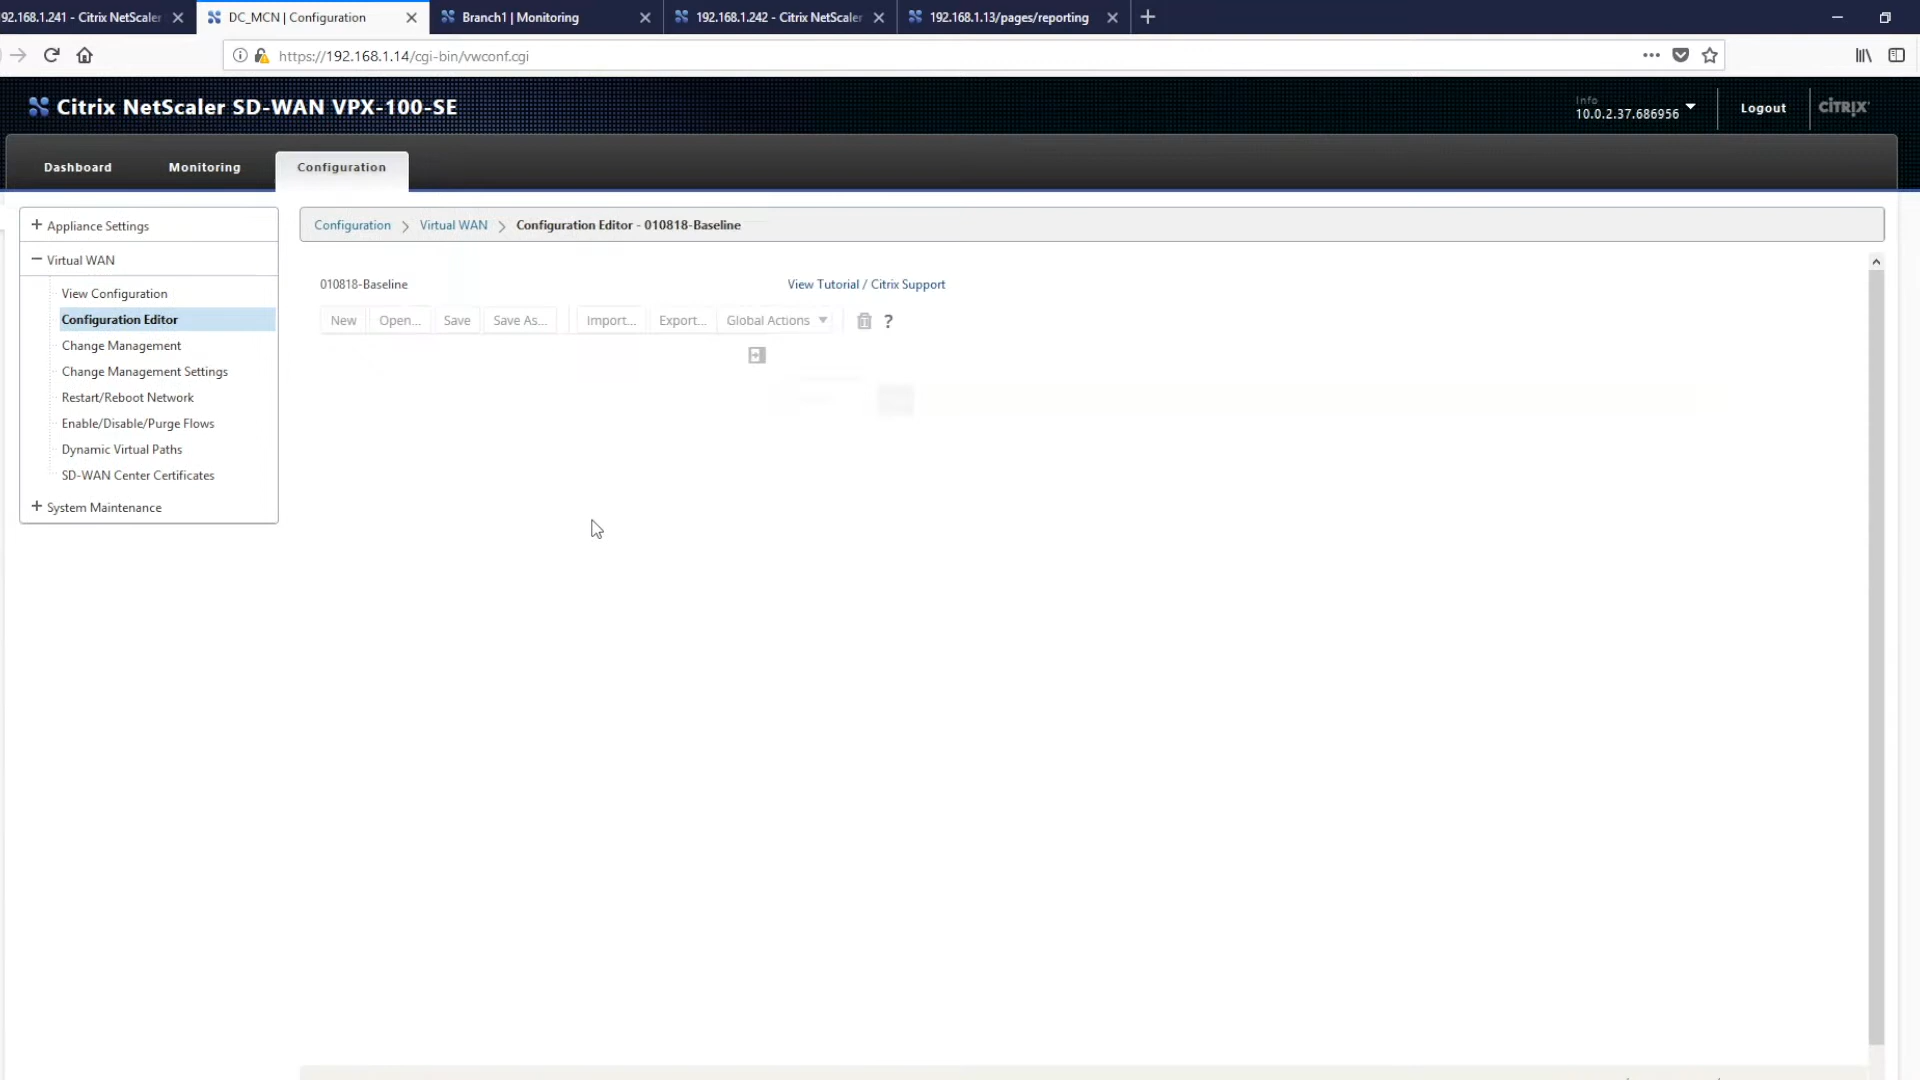 192.168.1.241 - Citrix NetScaler
DC_MCN | Configuration
Branch1 | Monitoring
192.168.1.242 - Citrix NetScaler
192.168.1.13/pages/reporting
https://192.168.1.14/cgi-bin/vwconf.cgi
Citrix NetScaler SD-WAN VPX-100-SE
Info
10.0.2.37.686956
Logout
CITRIX
Dashboard
Monitoring
Configuration
+ Appliance Settings
− Virtual WAN
View Configuration
Configuration Editor
Change Management
Change Management Settings
Restart/Reboot Network
Enable/Disable/Purge Flows
Dynamic Virtual Paths
SD-WAN Center Certificates
+ System Maintenance
Configuration > Virtual WAN > Configuration Editor - 010818-Baseline
010818-Baseline
View Tutorial / Citrix Support
New Open... Save Save As... Import... Export... Global Actions ?